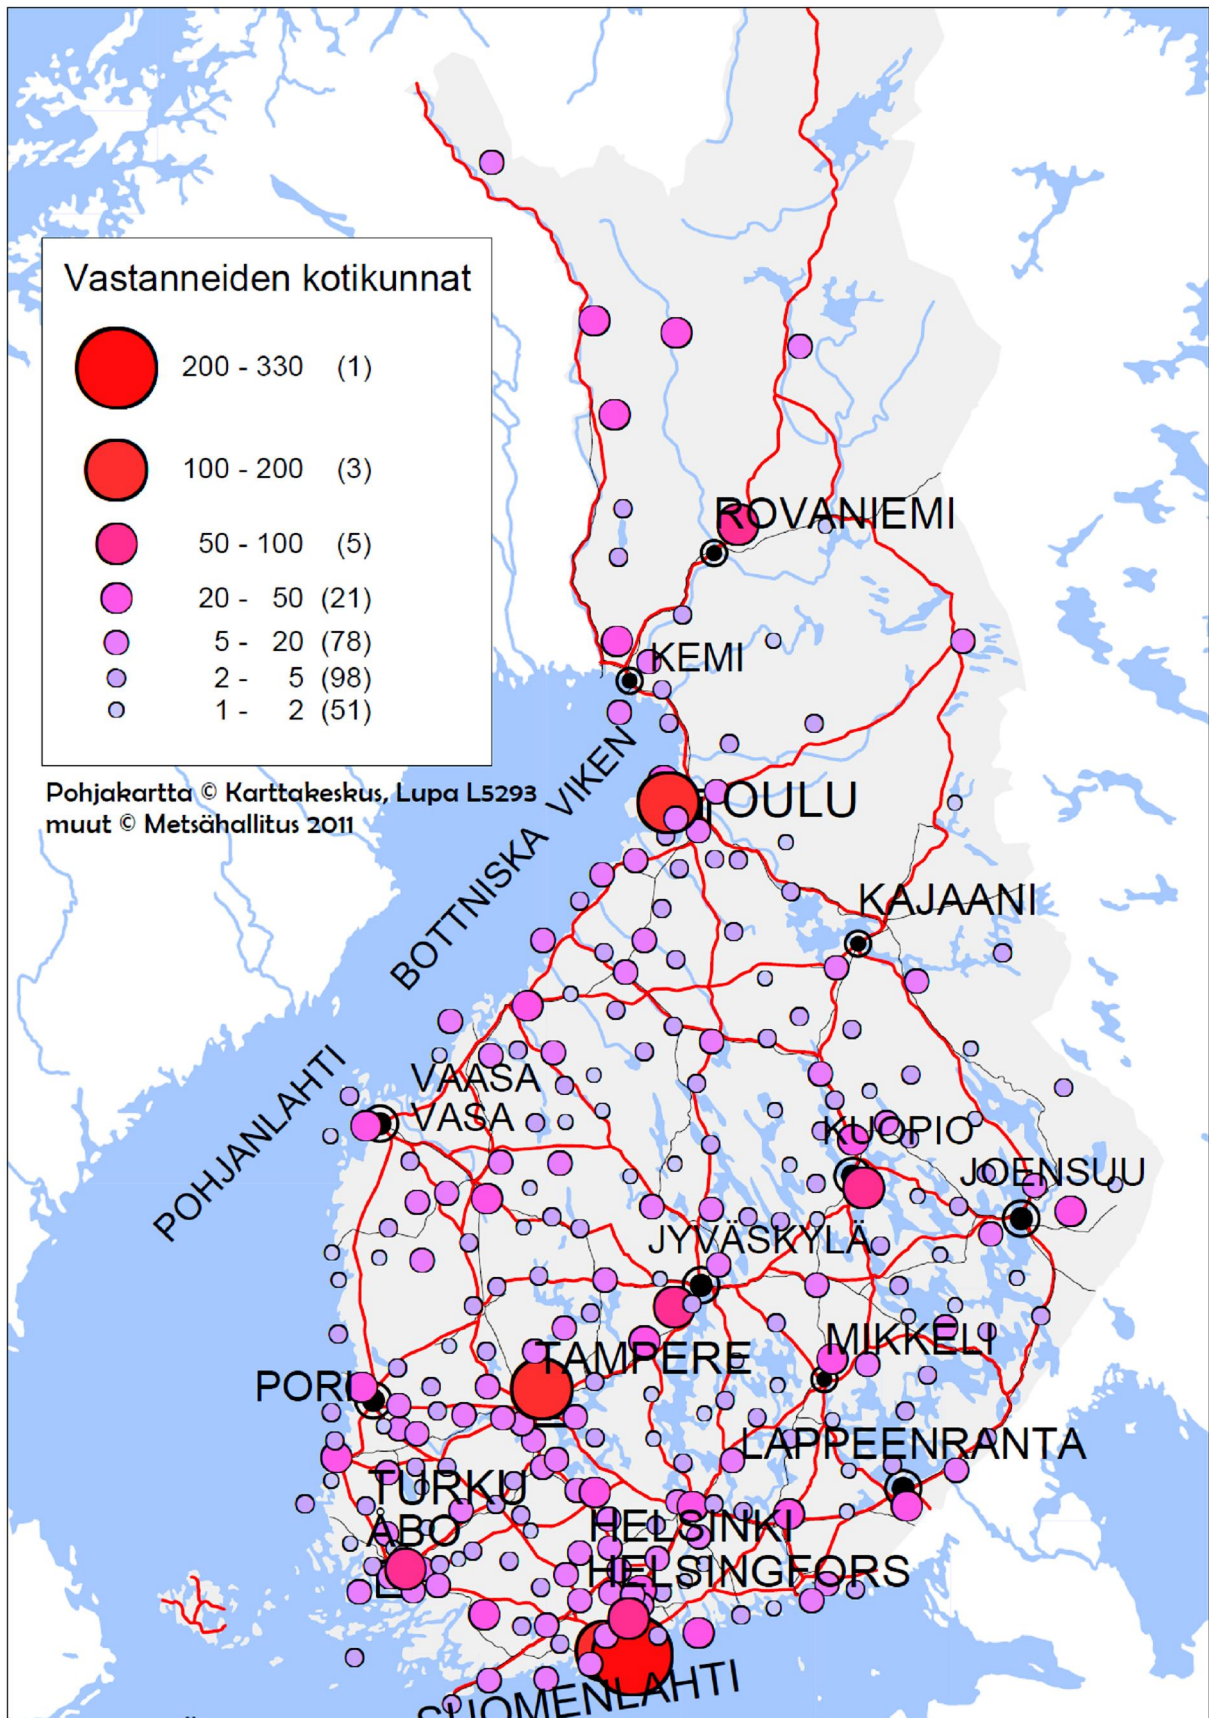 Vastanneiden kotikunnat
200 - 330 (1)
100 - 200 (3)
50 - 100 (5)
20 - 50 (21)
5 - 20 (78)
2 - 5 (98)
1 - 2 (51)
Pohjakartta © Karttakeskus, Lupa L5293
muut © Metsähallitus 2011
ROVANIEMI
KEMI
BOTTNISKA VIKEN
OULU
KAJAANI
POHJANLAHTI
VAASA
VASA
KUOPIO
JOENSUU
JYVÄSKYLÄ
MIKKELI
TAMPERE
PORI
LAPPEENRANTA
TURKU
ÅBO
HELSINKI
HELSINGFORS
SUOMENLAHTI